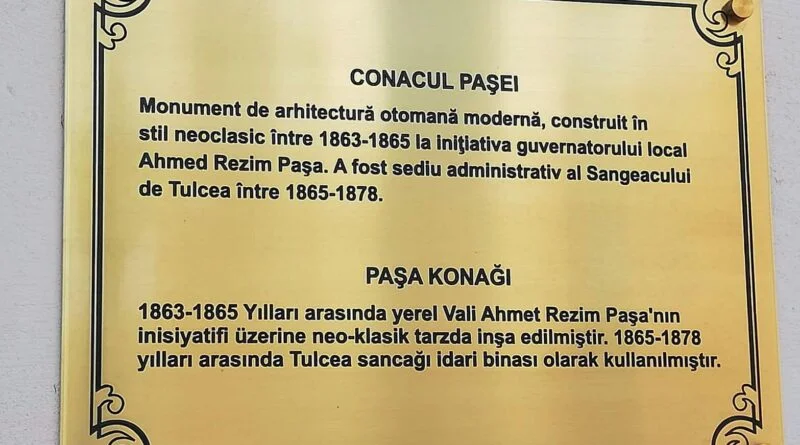 CONACUL PAŞEI
Monument de arhitectură otomană modernă, construit în
stil neoclasic între 1863-1865 la iniţiativa guvernatorului local
Ahmed Rezim Paşa. A fost sediu administrativ al Sangeacului
de Tulcea între 1865-1878.
PAŞA KONAĞI
1863-1865 Yılları arasında yerel Vali Ahmet Rezim Paşa'nın
inisiyatifi üzerine neo-klasik tarzda inşa edilmiştir. 1865-1878
yılları arasında Tulcea sancağı idari binası olarak kullanılmıştır.